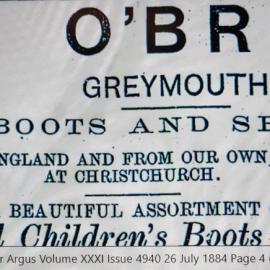 O'BR
GREYMOUTH
BOOTS AND S
ENGLAND AND FROM OUR OWN
AT CHRISTCHURCH.
BEAUTIFUL ASSORTMENT
Children's Boots
Argus Volume XXXI Issue 4940 26 July 1884 Page 4